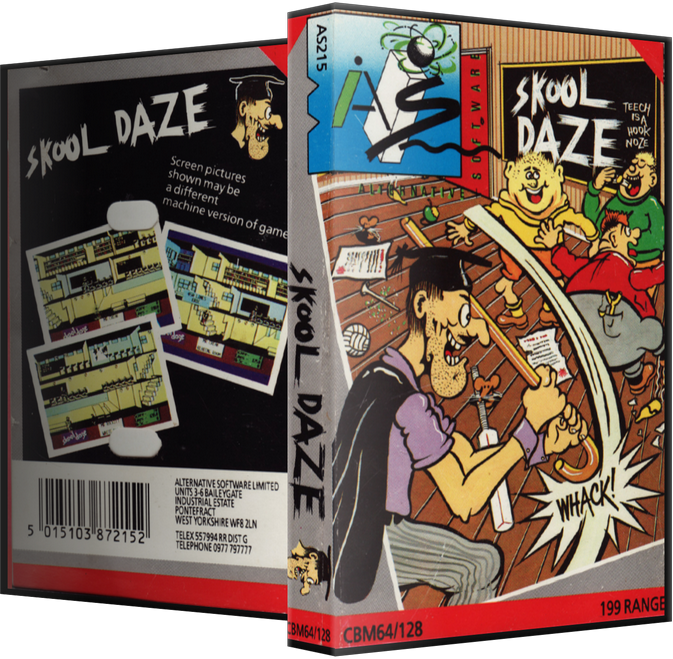 SKOOL DAZE
Screen pictures
shown may be
a different
machine version of game
5 015103 872152
ALTERNATIVE SOFTWARE LIMITED
UNITS 3-6 BAILEYGATE
INDUSTRIAL ESTATE
PONTEFRACT
WEST YORKSHIRE WF8 2LN
TELEX 557994 RR DIST G
TELEPHONE 0977 797777
SKOOL DAZE
CBM64/128
AS215
ALTERNATIVE
SOFTWARE
SKOOL
DAZE
TEECH
IS A
HOOK
NOZE
WHACK!
CBM64/128
199 RANGE